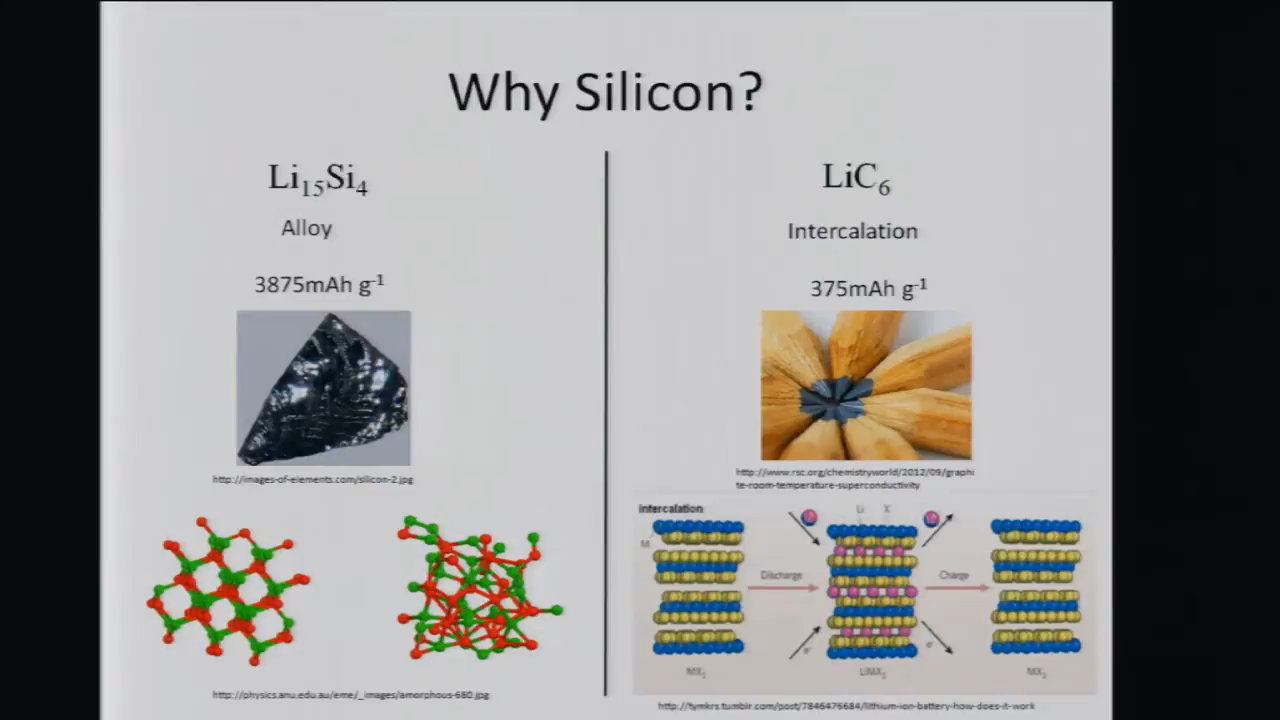 Why Silicon?
Li₁₅Si₄
Alloy
3875mAh g⁻¹
http://images-of-elements.com/silicon-2.jpg
http://physics.anu.edu.au/eme/_images/amorphous-680.jpg
LiC₆
Intercalation
375mAh g⁻¹
http://www.rsc.org/chemistryworld/2012/09/graphi
te-room-temperature-superconductivity
Intercalation
Li X
M
Discharge
Charge
e⁻ e⁻
MX₂ LiMX₂ MX₂
http://tymkrs.tumblr.com/post/7846476684/lithium-ion-battery-how-does-it-work